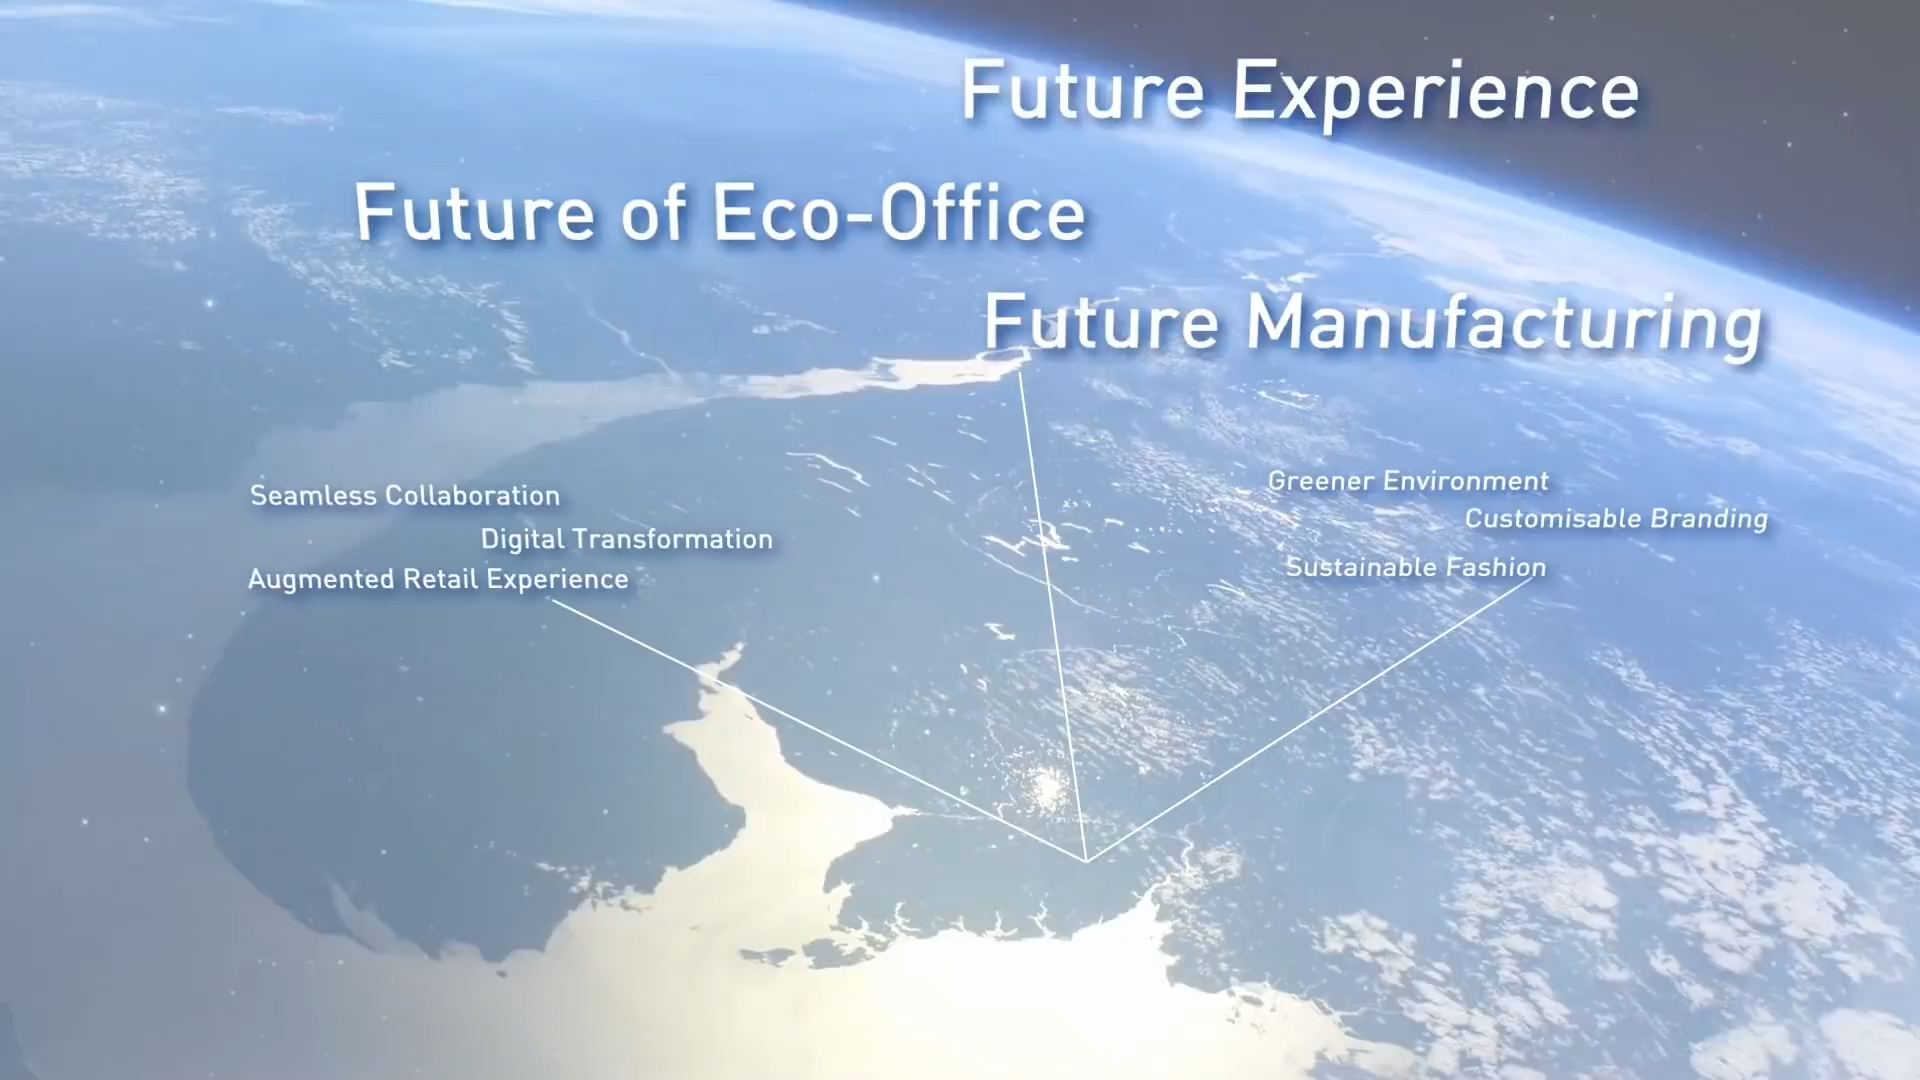 Future Experience
Future of Eco-Office
Future Manufacturing
Seamless Collaboration
Digital Transformation
Augmented Retail Experience
Greener Environment
Customisable Branding
Sustainable Fashion